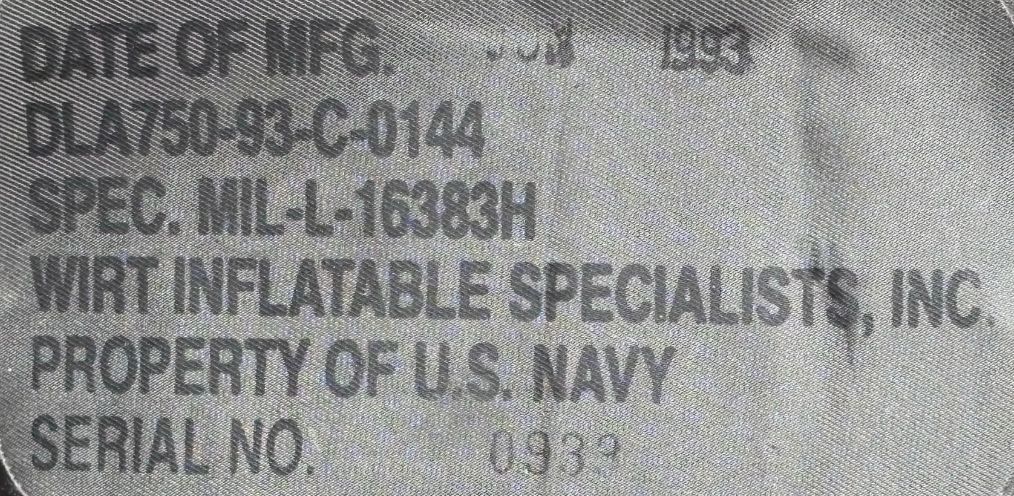 DATE OF MFG. JUN 1993
DLA750-93-C-0144
SPEC. MIL-L-16383H
WIRT INFLATABLE SPECIALISTS, INC.
PROPERTY OF U.S. NAVY
SERIAL NO.